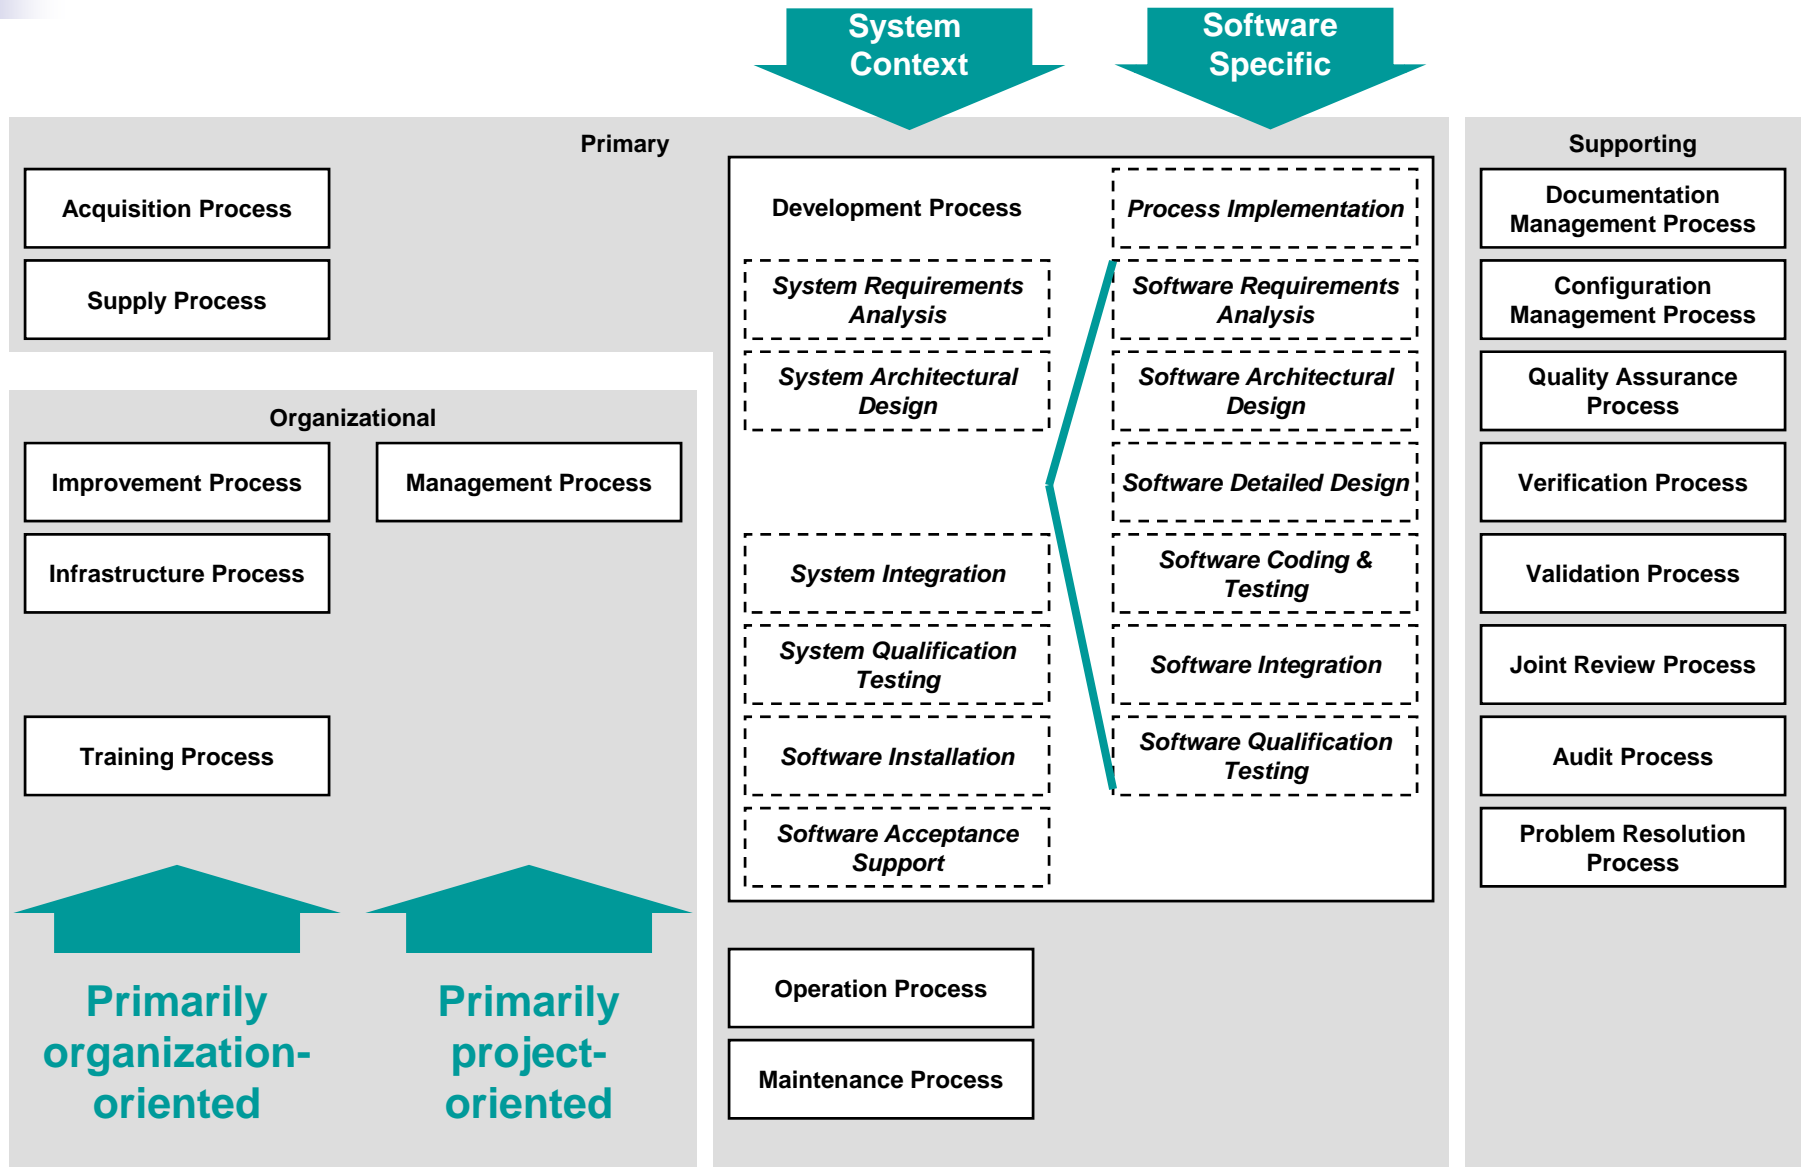 System
Context
Software
Specific
Primary
Acquisition Process
Supply Process
Organizational
Improvement Process
Management Process
Infrastructure Process
Training Process
Primarily
organization-
oriented
Primarily
project-
oriented
Development Process
System Requirements
Analysis
System Architectural
Design
System Integration
System Qualification
Testing
Software Installation
Software Acceptance
Support
Process Implementation
Software Requirements
Analysis
Software Architectural
Design
Software Detailed Design
Software Coding &
Testing
Software Integration
Software Qualification
Testing
Operation Process
Maintenance Process
Supporting
Documentation
Management Process
Configuration
Management Process
Quality Assurance
Process
Verification Process
Validation Process
Joint Review Process
Audit Process
Problem Resolution
Process